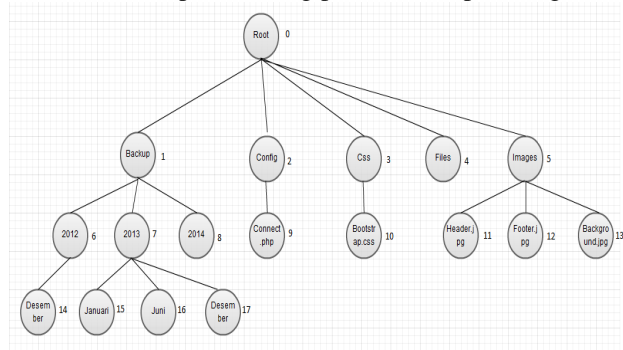 Root 0
Backup 1
Config 2
Css 3
Files 4
Images 5
2012 6
2013 7
2014 8
Connect
.php 9
Bootstr
ap.css 10
Header.j
pg 11
Footer.j
pg 12
Backgro
und.jpg 13
Desem
ber 14
Januari 15
Juni 16
Desem
ber 17